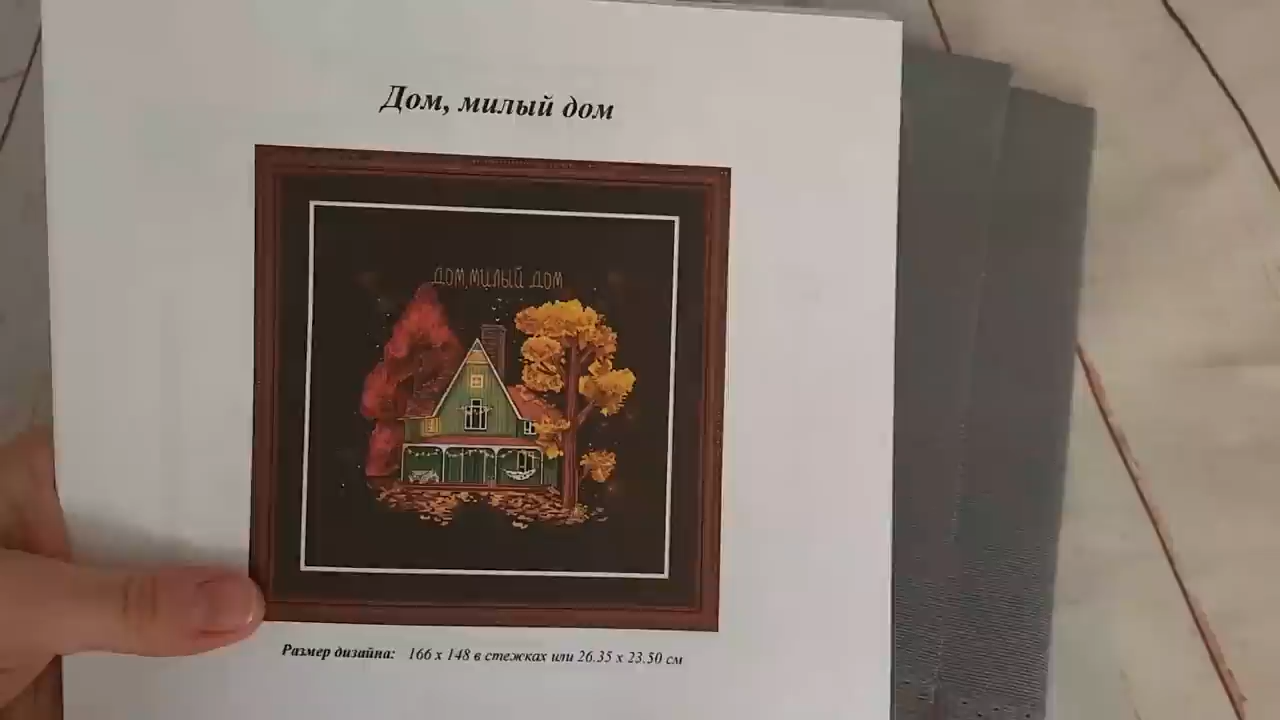 Дом, милый дом
Дом, милый дом
Размер дизайна: 166 x 148 в стежках или 26.35 x 23.50 см